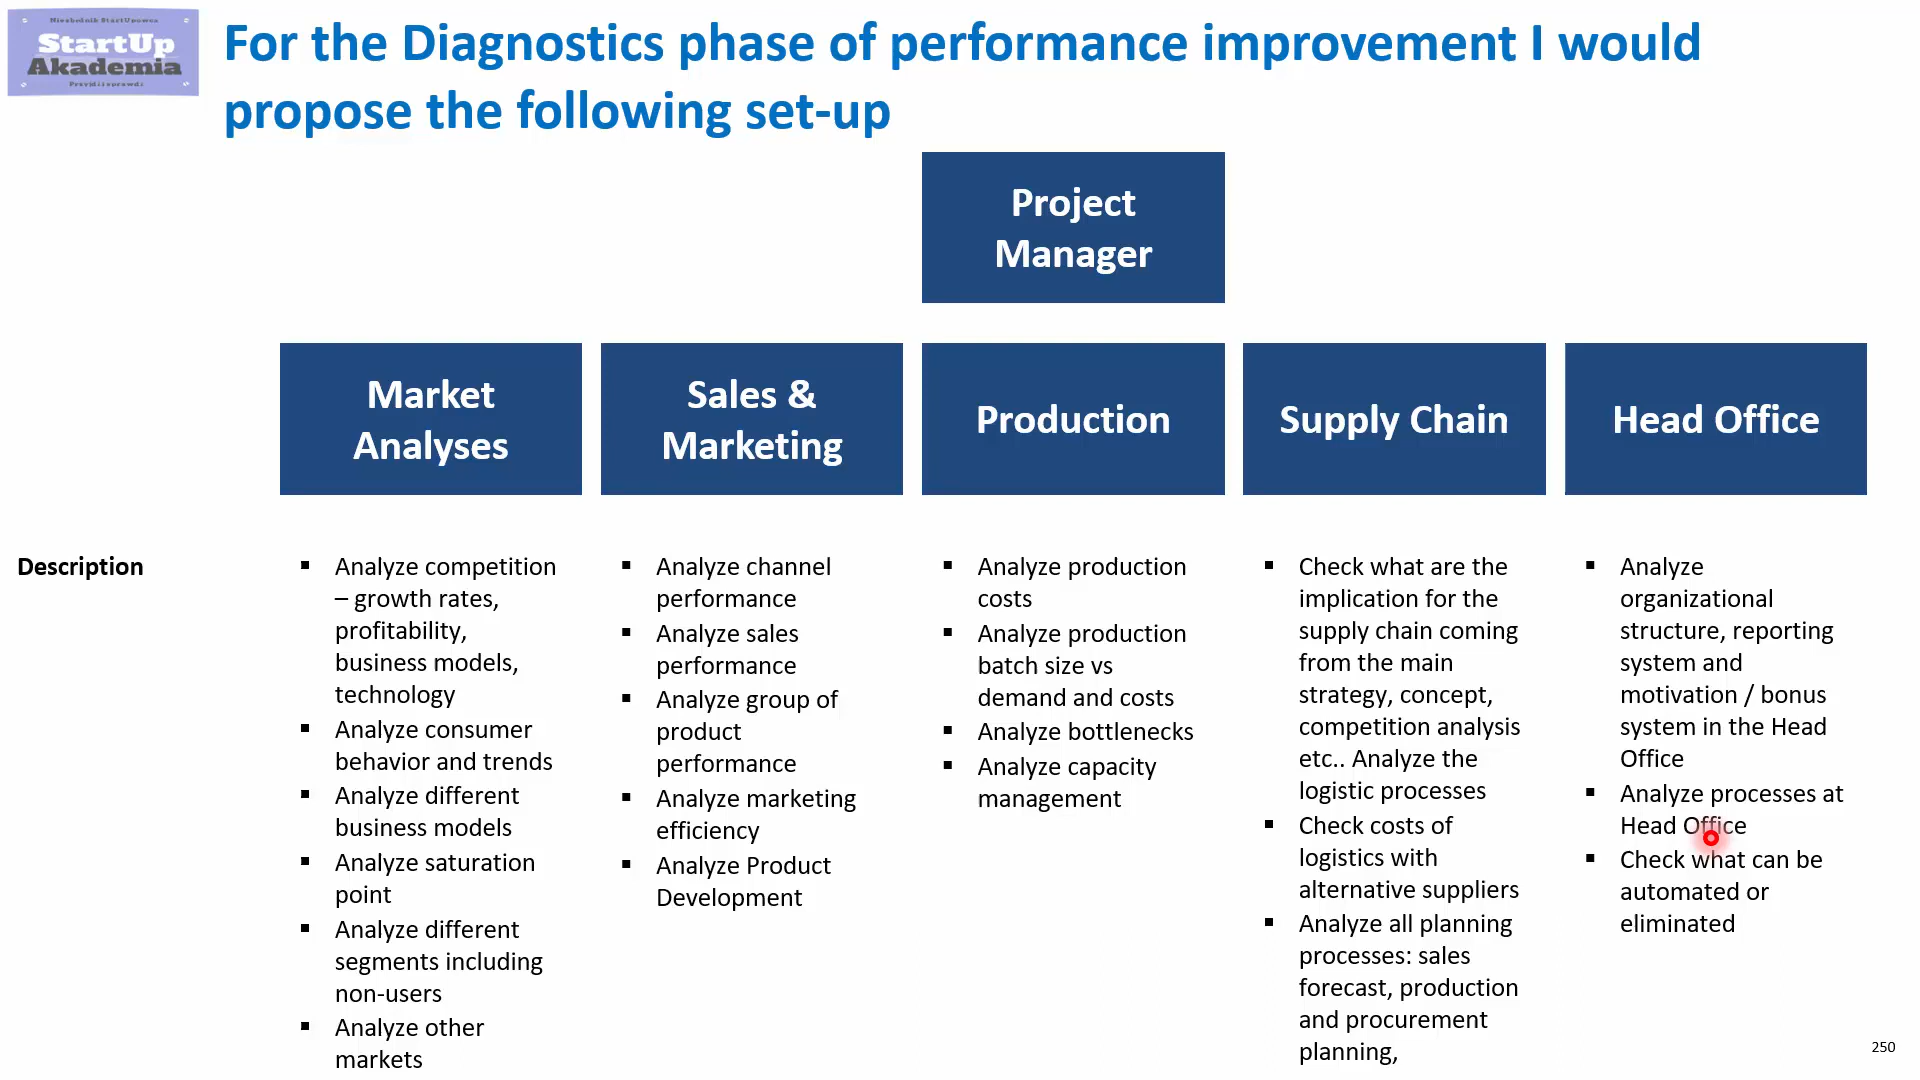 Niezbędnik StartUpowca
StartUp
Akademia
Przyjdź i sprawdź
For the Diagnostics phase of performance improvement I would
propose the following set-up
Project
Manager
Market
Analyses
Sales &
Marketing
Production
Supply Chain
Head Office
Description
▪ Analyze competition
– growth rates,
profitability,
business models,
technology
▪ Analyze consumer
behavior and trends
▪ Analyze different
business models
▪ Analyze saturation
point
▪ Analyze different
segments including
non-users
▪ Analyze other
markets
▪ Analyze channel
performance
▪ Analyze sales
performance
▪ Analyze group of
product
performance
▪ Analyze marketing
efficiency
▪ Analyze Product
Development
▪ Analyze production
costs
▪ Analyze production
batch size vs
demand and costs
▪ Analyze bottlenecks
▪ Analyze capacity
management
▪ Check what are the
implication for the
supply chain coming
from the main
strategy, concept,
competition analysis
etc.. Analyze the
logistic processes
▪ Check costs of
logistics with
alternative suppliers
▪ Analyze all planning
processes: sales
forecast, production
and procurement
planning,
▪ Analyze
organizational
structure, reporting
system and
motivation / bonus
system in the Head
Office
▪ Analyze processes at
Head Office
▪ Check what can be
automated or
eliminated
250